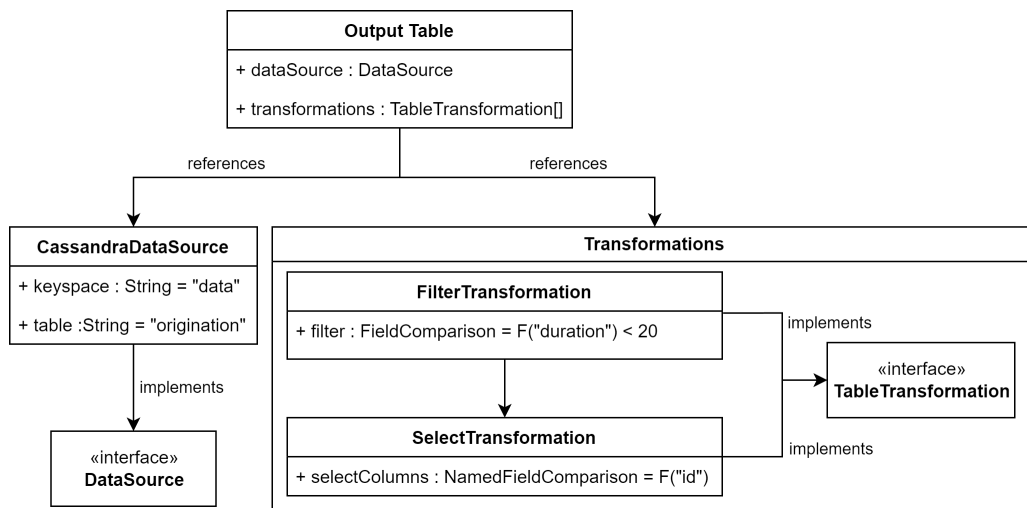 Output Table
+ dataSource : DataSource
+ transformations : TableTransformation[]
references
references
CassandraDataSource
+ keyspace : String = "data"
+ table :String = "origination"
implements
«interface»
DataSource
Transformations
FilterTransformation
+ filter : FieldComparison = F("duration") < 20
implements
«interface»
TableTransformation
SelectTransformation
+ selectColumns : NamedFieldComparison = F("id")
implements